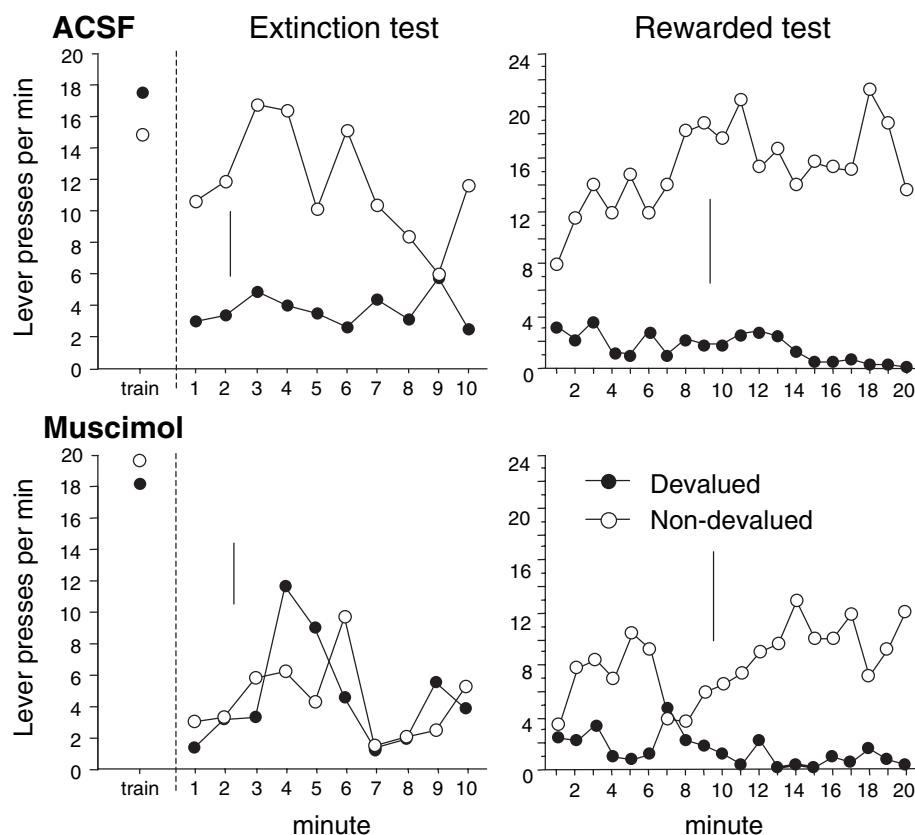 ACSF
Extinction test
Rewarded test
Lever presses per min
20
18
16
14
12
10
8
6
4
2
0
train
1 2 3 4 5 6 7 8 9 10
24
20
16
12
8
4
0
2 4 6 8 10 12 14 16 18 20
Muscimol
Lever presses per min
20
18
16
14
12
10
8
6
4
2
0
train
1 2 3 4 5 6 7 8 9 10
minute
24
20
16
12
8
4
0
Devalued
Non-devalued
2 4 6 8 10 12 14 16 18 20
minute